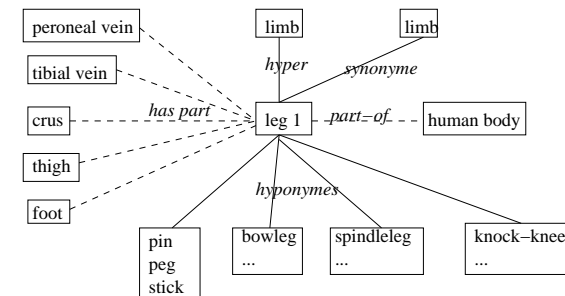 peroneal vein
limb
limb
tibial vein
hyper
synonyme
crus
has part
leg 1
part−of
human body
thigh
hyponymes
foot
pin
peg
stick
bowleg
...
spindleleg
...
knock−knee
...